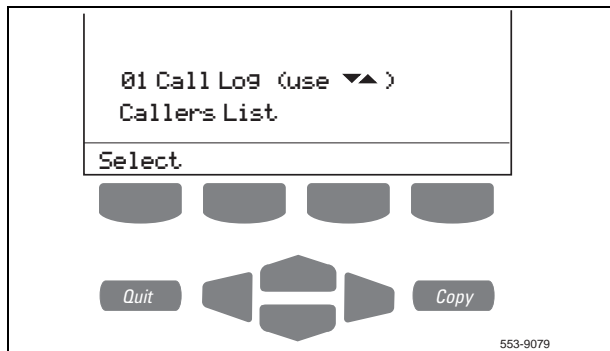 01 Call Log (use ▼▲)
Callers List
Select
Quit
Copy
553-9079